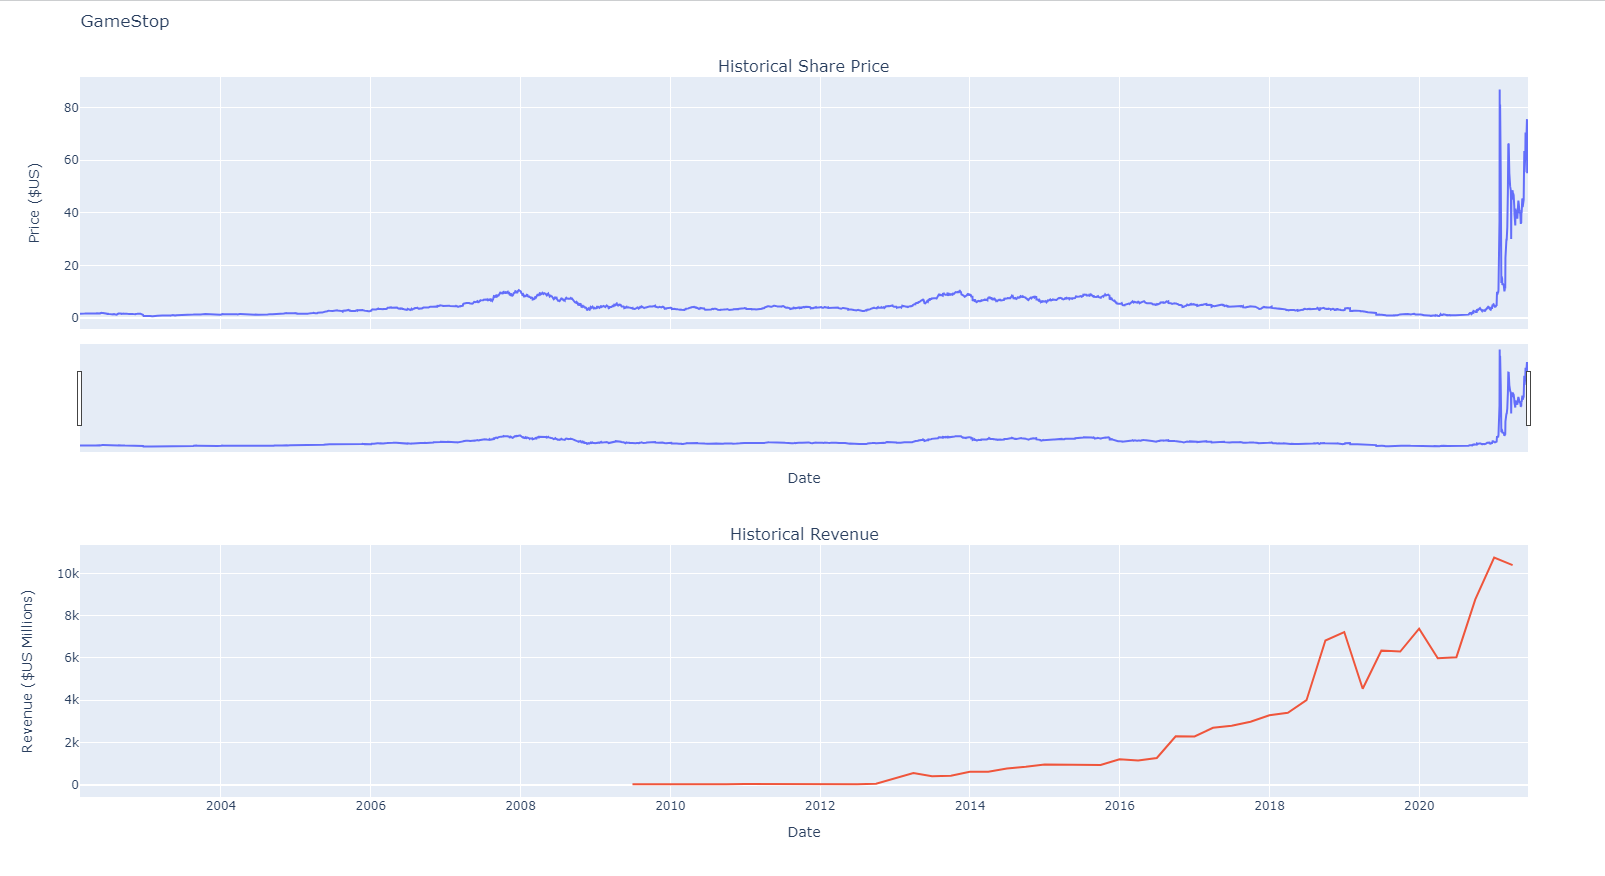 GameStop
Historical Share Price
Price ($US)
80
60
40
20
0
Date
Historical Revenue
Revenue ($US Millions)
10k
8k
6k
4k
2k
0
2004 2006 2008 2010 2012 2014 2016 2018 2020
Date